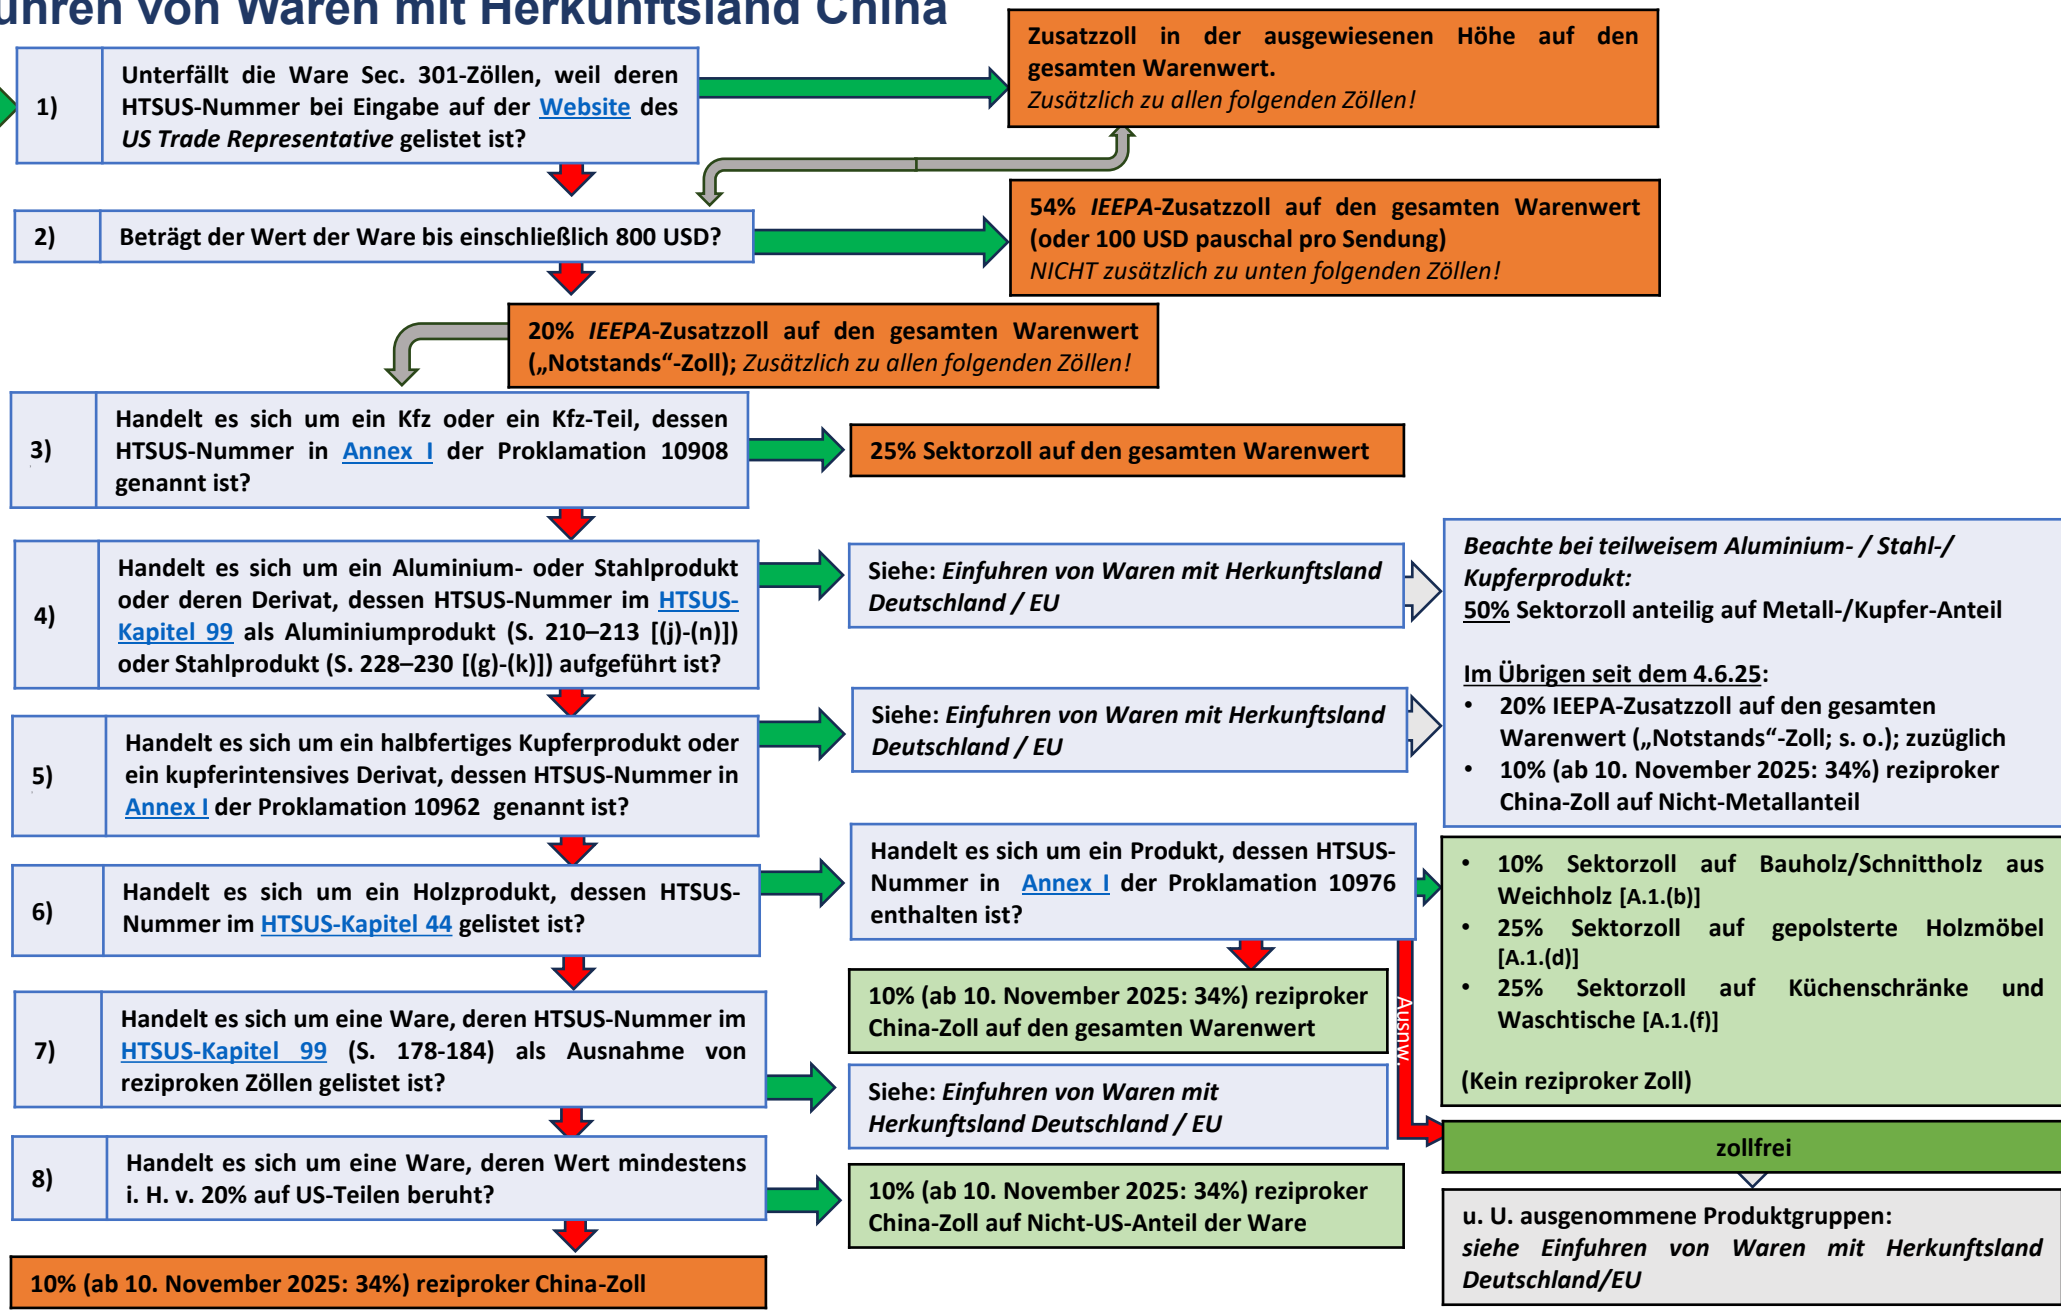 uhren von Waren mit Herkunftsland China
1)
Unterfällt die Ware Sec. 301-Zöllen, weil deren
HTSUS-Nummer bei Eingabe auf der Website des
US Trade Representative gelistet ist?
Zusatzzoll in der ausgewiesenen Höhe auf den
gesamten Warenwert.
Zusätzlich zu allen folgenden Zöllen!
2)
Beträgt der Wert der Ware bis einschließlich 800 USD?
54% IEEPA-Zusatzzoll auf den gesamten Warenwert
(oder 100 USD pauschal pro Sendung)
NICHT zusätzlich zu unten folgenden Zöllen!
20% IEEPA-Zusatzzoll auf den gesamten Warenwert
(„Notstands“-Zoll); Zusätzlich zu allen folgenden Zöllen!
3)
Handelt es sich um ein Kfz oder ein Kfz-Teil, dessen
HTSUS-Nummer in Annex I der Proklamation 10908
genannt ist?
25% Sektorzoll auf den gesamten Warenwert
4)
Handelt es sich um ein Aluminium- oder Stahlprodukt
oder deren Derivat, dessen HTSUS-Nummer im HTSUS-
Kapitel 99 als Aluminiumprodukt (S. 210–213 [(j)-(n)])
oder Stahlprodukt (S. 228–230 [(g)-(k)]) aufgeführt ist?
Siehe: Einfuhren von Waren mit Herkunftsland
Deutschland / EU
Beachte bei teilweisem Aluminium- / Stahl-/
Kupferprodukt:
50% Sektorzoll anteilig auf Metall-/Kupfer-Anteil
Im Übrigen seit dem 4.6.25:
• 20% IEEPA-Zusatzzoll auf den gesamten
Warenwert („Notstands“-Zoll; s. o.); zuzüglich
• 10% (ab 10. November 2025: 34%) reziproker
China-Zoll auf Nicht-Metallanteil
5)
Handelt es sich um ein halbfertiges Kupferprodukt oder
ein kupferintensives Derivat, dessen HTSUS-Nummer in
Annex I der Proklamation 10962 genannt ist?
Siehe: Einfuhren von Waren mit Herkunftsland
Deutschland / EU
6)
Handelt es sich um ein Holzprodukt, dessen HTSUS-
Nummer im HTSUS-Kapitel 44 gelistet ist?
Handelt es sich um ein Produkt, dessen HTSUS-
Nummer in Annex I der Proklamation 10976
enthalten ist?
• 10% Sektorzoll auf Bauholz/Schnittholz aus
Weichholz [A.1.(b)]
• 25% Sektorzoll auf gepolsterte Holzmöbel
[A.1.(d)]
• 25% Sektorzoll auf Küchenschränke und
Waschtische [A.1.(f)]
(Kein reziproker Zoll)
10% (ab 10. November 2025: 34%) reziproker
China-Zoll auf den gesamten Warenwert
Ausnw.
7)
Handelt es sich um eine Ware, deren HTSUS-Nummer im
HTSUS-Kapitel 99 (S. 178-184) als Ausnahme von
reziproken Zöllen gelistet ist?
Siehe: Einfuhren von Waren mit
Herkunftsland Deutschland / EU
zollfrei
8)
Handelt es sich um eine Ware, deren Wert mindestens
i. H. v. 20% auf US-Teilen beruht?
10% (ab 10. November 2025: 34%) reziproker
China-Zoll auf Nicht-US-Anteil der Ware
u. U. ausgenommene Produktgruppen:
siehe Einfuhren von Waren mit Herkunftsland
Deutschland/EU
10% (ab 10. November 2025: 34%) reziproker China-Zoll